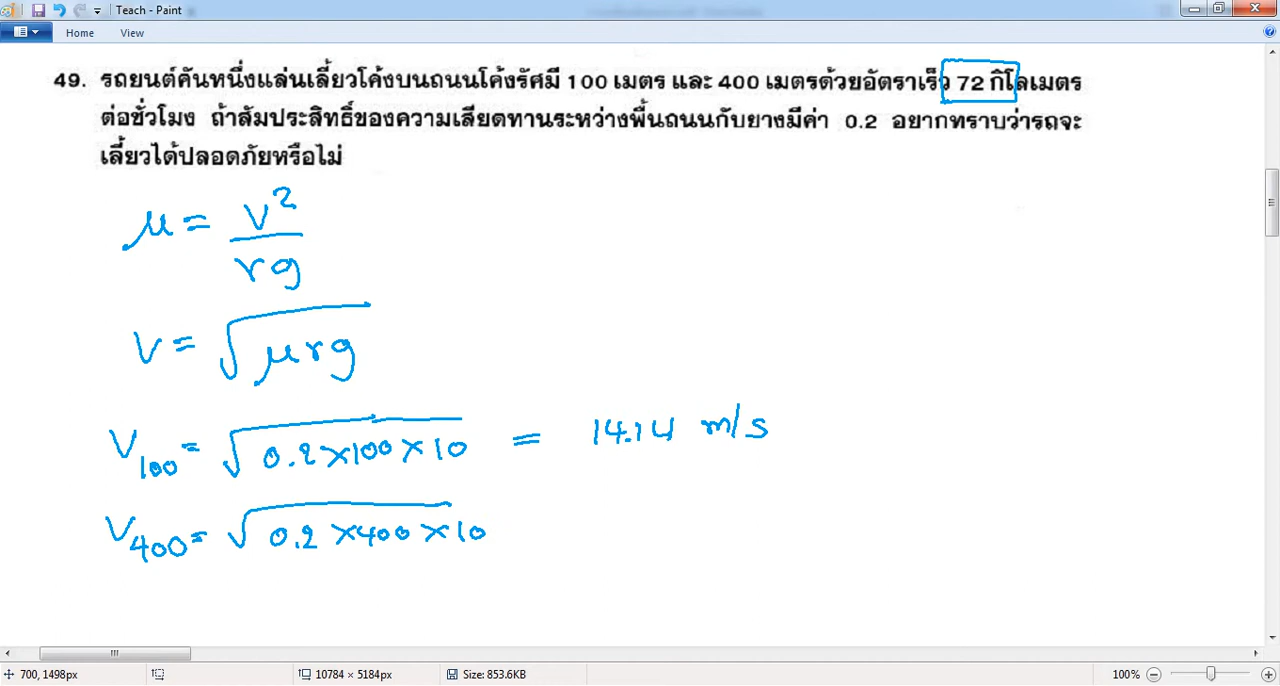 Teach - Paint
Home View
49. รถยนต์คันหนึ่งแล่นเลี้ยวโค้งบนถนนโค้งรัศมี 100 เมตร และ 400 เมตรด้วยอัตราเร็ว 72 กิโลเมตร
ต่อชั่วโมง ถ้าสัมประสิทธิ์ของความเสียดทานระหว่างพื้นถนนกับยางมีค่า 0.2 อยากทราบว่ารถจะ
เลี้ยวได้ปลอดภัยหรือไม่
μ = v²/rg
v = √μrg
V₁₀₀ = √0.2×100×10 = 14.14 m/s
V₄₀₀ = √0.2×400×10
700, 1498px 10784 × 5184px Size: 853.6KB 100%